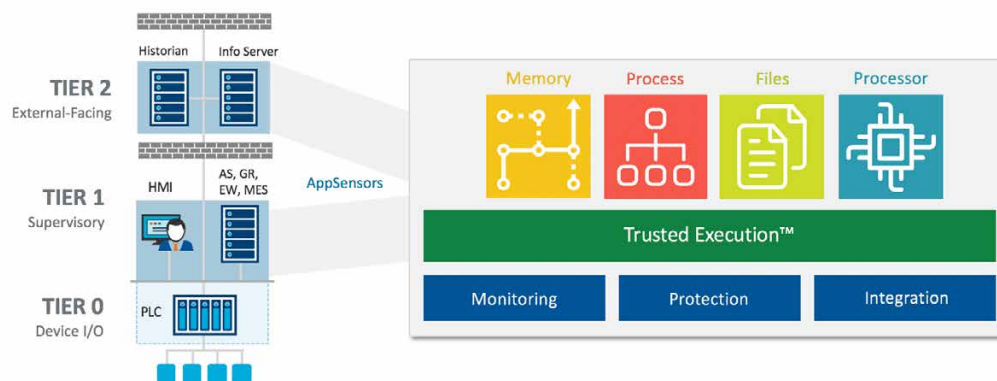 Historian
Info Server
TIER 2
External-Facing
HMI
AS, GR,
EW, MES
TIER 1
Supervisory
AppSensors
TIER 0
Device I/O
PLC
Memory
Process
Files
Processor
Trusted Execution™
Monitoring
Protection
Integration